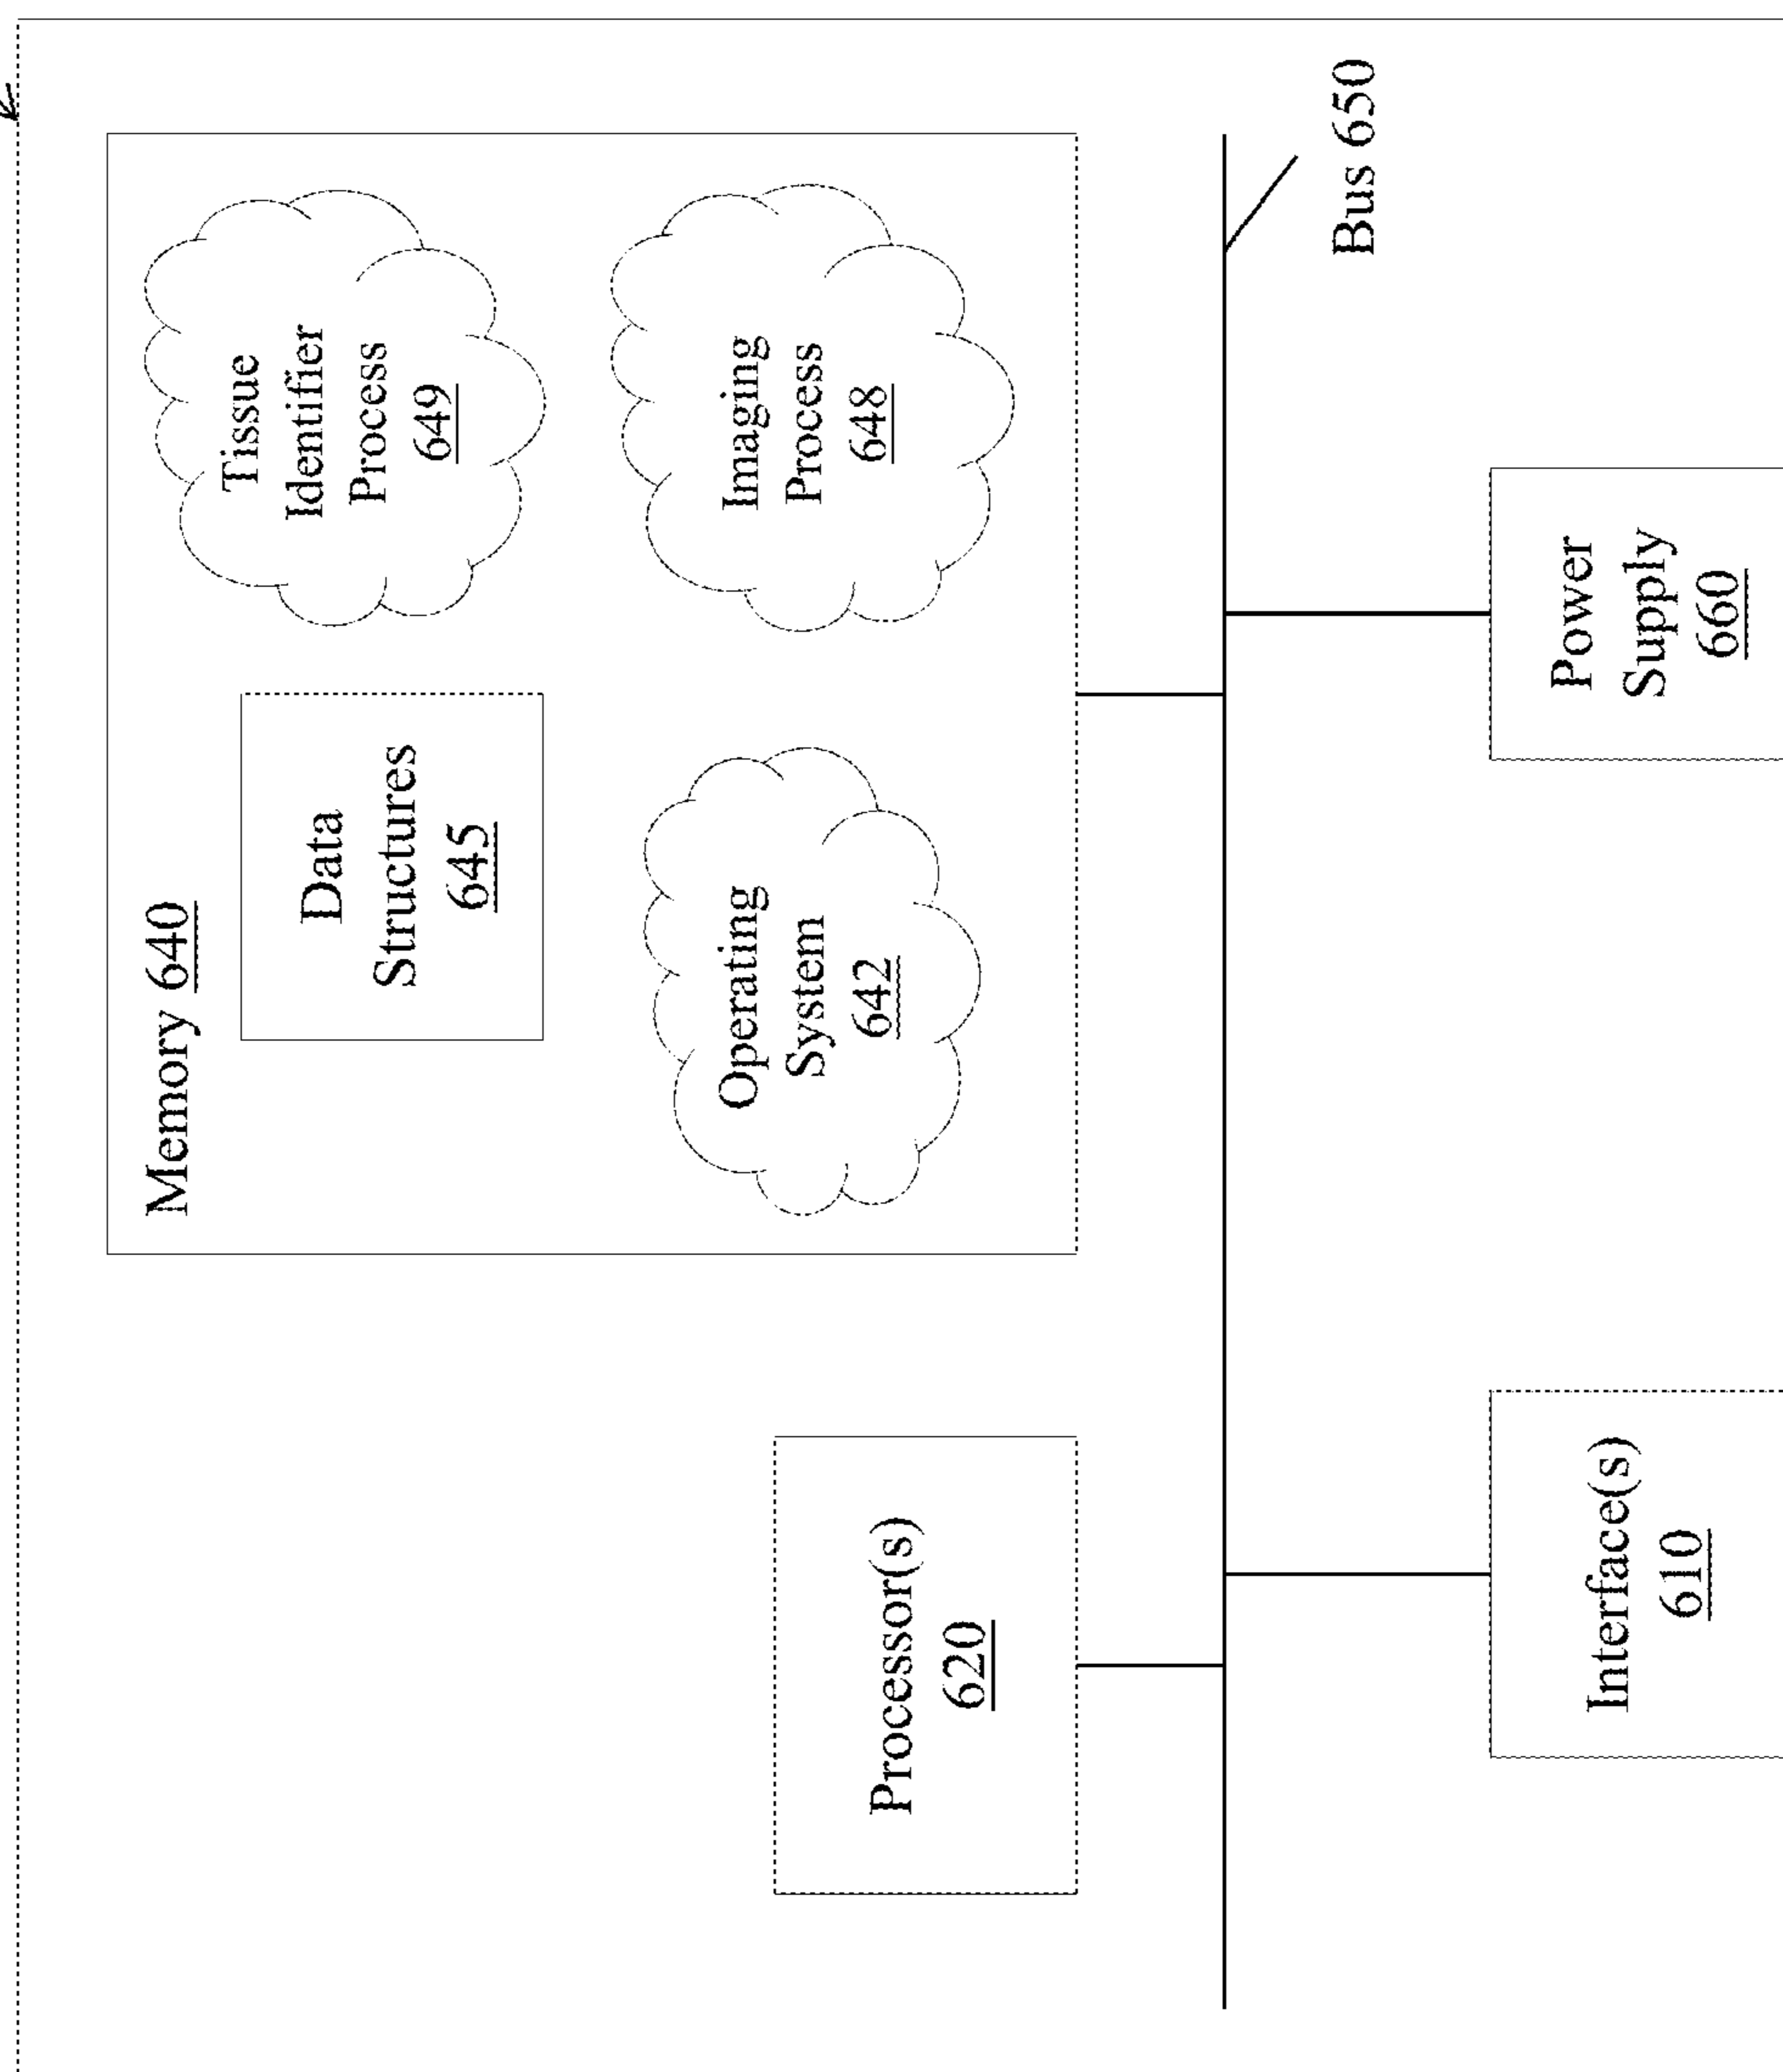 Memory 640
Data
Structures
645
Tissue
Identifier
Process
649
Operating
System
642
Imaging
Process
648
Processor(s)
620
Bus 650
Interface(s)
610
Power
Supply
660